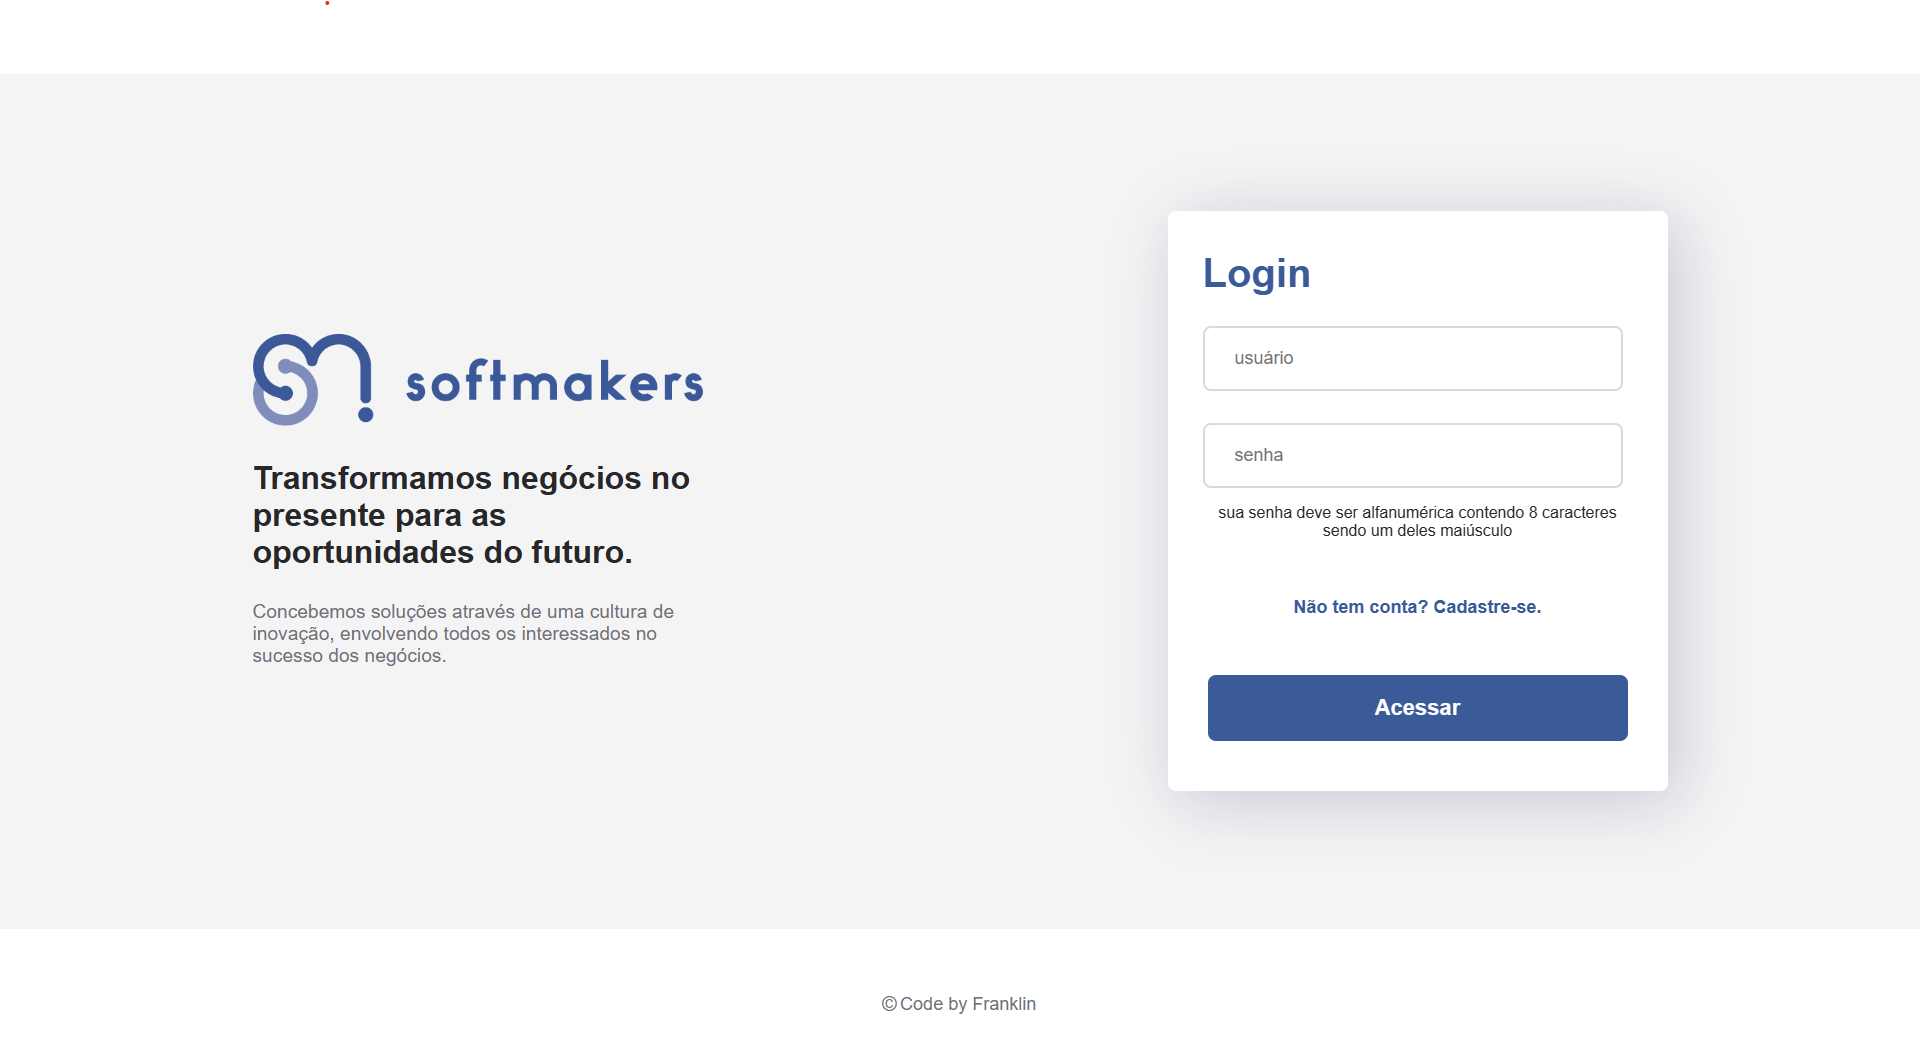 softmakers
Transformamos negócios no
presente para as
oportunidades do futuro.
Concebemos soluções através de uma cultura de
inovação, envolvendo todos os interessados no
sucesso dos negócios.
Login
usuário
senha
sua senha deve ser alfanumérica contendo 8 caracteres
sendo um deles maiúsculo
Não tem conta? Cadastre-se.
Acessar
© Code by Franklin